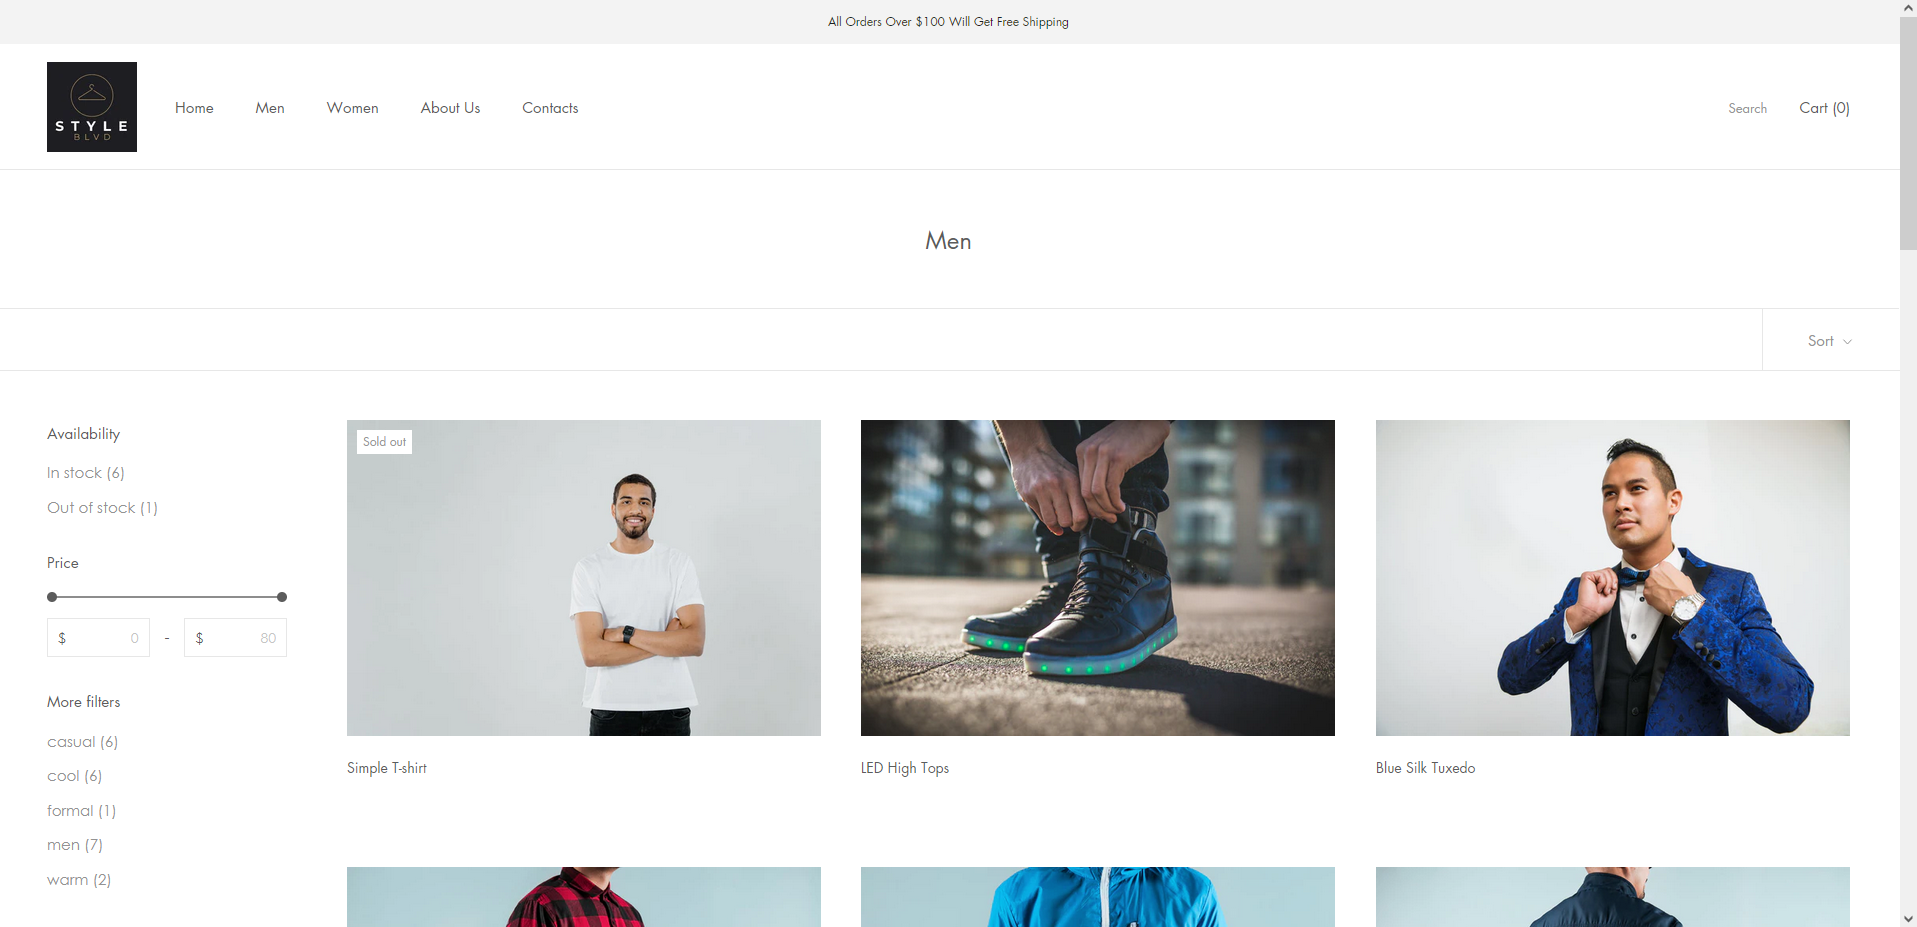 All Orders Over $100 Will Get Free Shipping
STYLE
BLVD
Home
Men
Women
About Us
Contacts
Search
Cart (0)
Men
Sort
Availability
In stock (6)
Out of stock (1)
Price
$ 0 - $ 80
More filters
casual (6)
cool (6)
formal (1)
men (7)
warm (2)
Sold out
Simple T-shirt
LED High Tops
Blue Silk Tuxedo